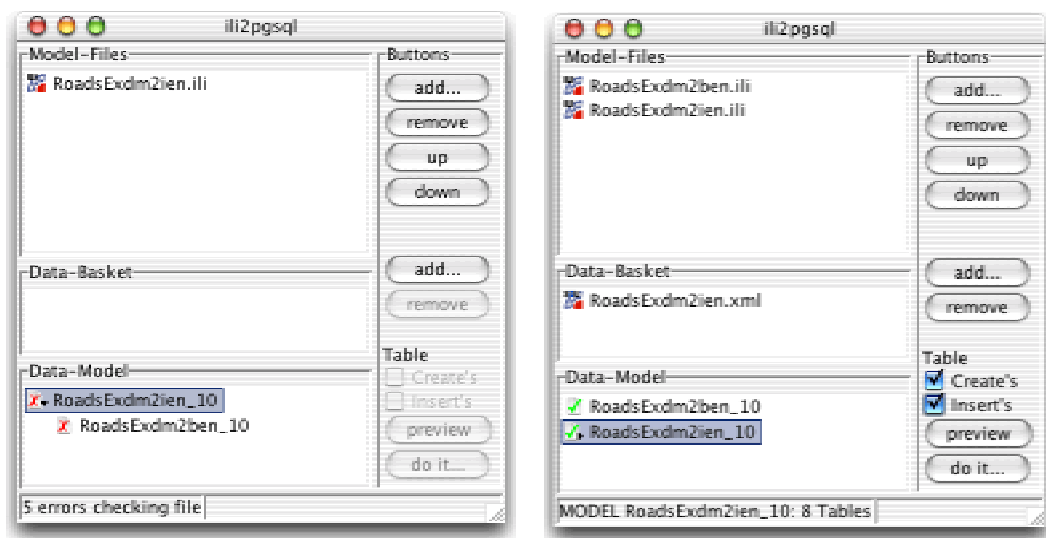 ili2pgsql
Model-Files
Buttons
RoadsExdm2ien.ili
add...
remove
up
down
Data-Basket
add...
remove
Table
Create's
Insert's
Data-Model
RoadsExdm2ien_10
RoadsExdm2ben_10
preview
do it...
5 errors checking file
ili2pgsql
Model-Files
Buttons
RoadsExdm2ben.ili
RoadsExdm2ien.ili
add...
remove
up
down
Data-Basket
RoadsExdm2ien.xml
add...
remove
Table
Create's
Insert's
Data-Model
RoadsExdm2ben_10
RoadsExdm2ien_10
preview
do it...
MODEL RoadsExdm2ien_10: 8 Tables